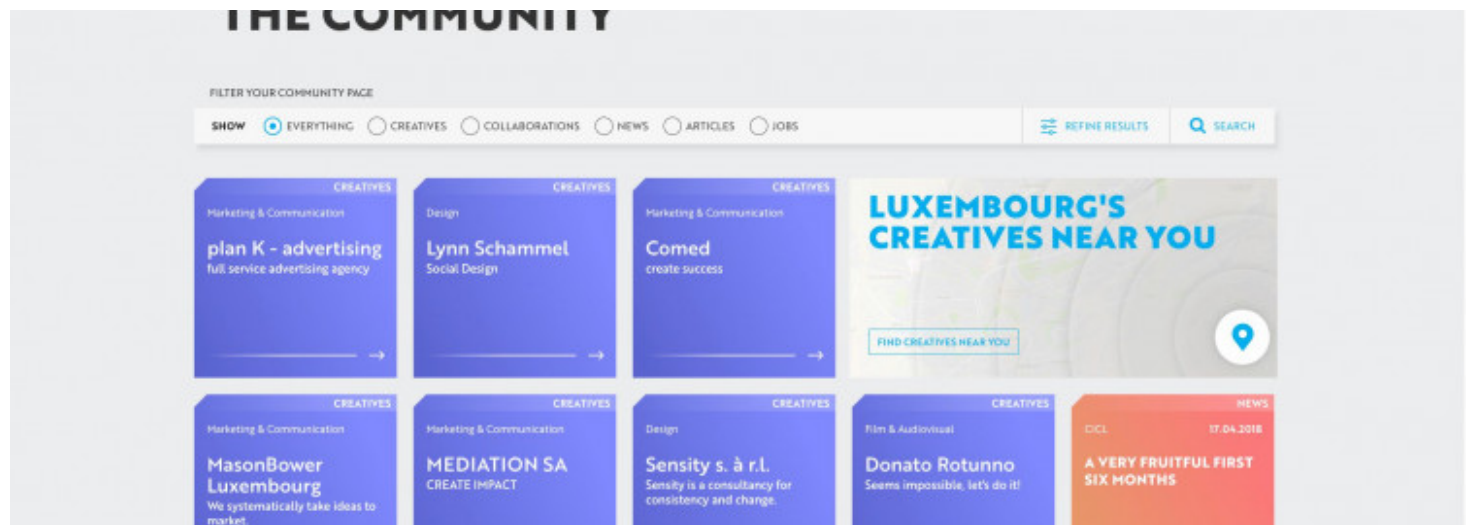 THE COMMUNITY
FILTER YOUR COMMUNITY PAGE
SHOW EVERYTHING CREATIVES COLLABORATIONS NEWS ARTICLES JOBS REFINE RESULTS SEARCH
CREATIVES
Marketing & Communication
plan K - advertising
full service advertising agency
CREATIVES
Design
Lynn Schammel
Social Design
CREATIVES
Marketing & Communication
Comed
create success
LUXEMBOURG'S
CREATIVES NEAR YOU
FIND CREATIVES NEAR YOU
CREATIVES
Marketing & Communication
MasonBower
Luxembourg
We systematically take ideas to
market.
CREATIVES
Marketing & Communication
MEDIATION SA
CREATE IMPACT
CREATIVES
Design
Sensity s. à r.l.
Sensity is a consultancy for
consistency and change.
CREATIVES
Film & Audiovisual
Donato Rotunno
Seems impossible, let's do it!
NEWS
CICL 17.04.2018
A VERY FRUITFUL FIRST
SIX MONTHS